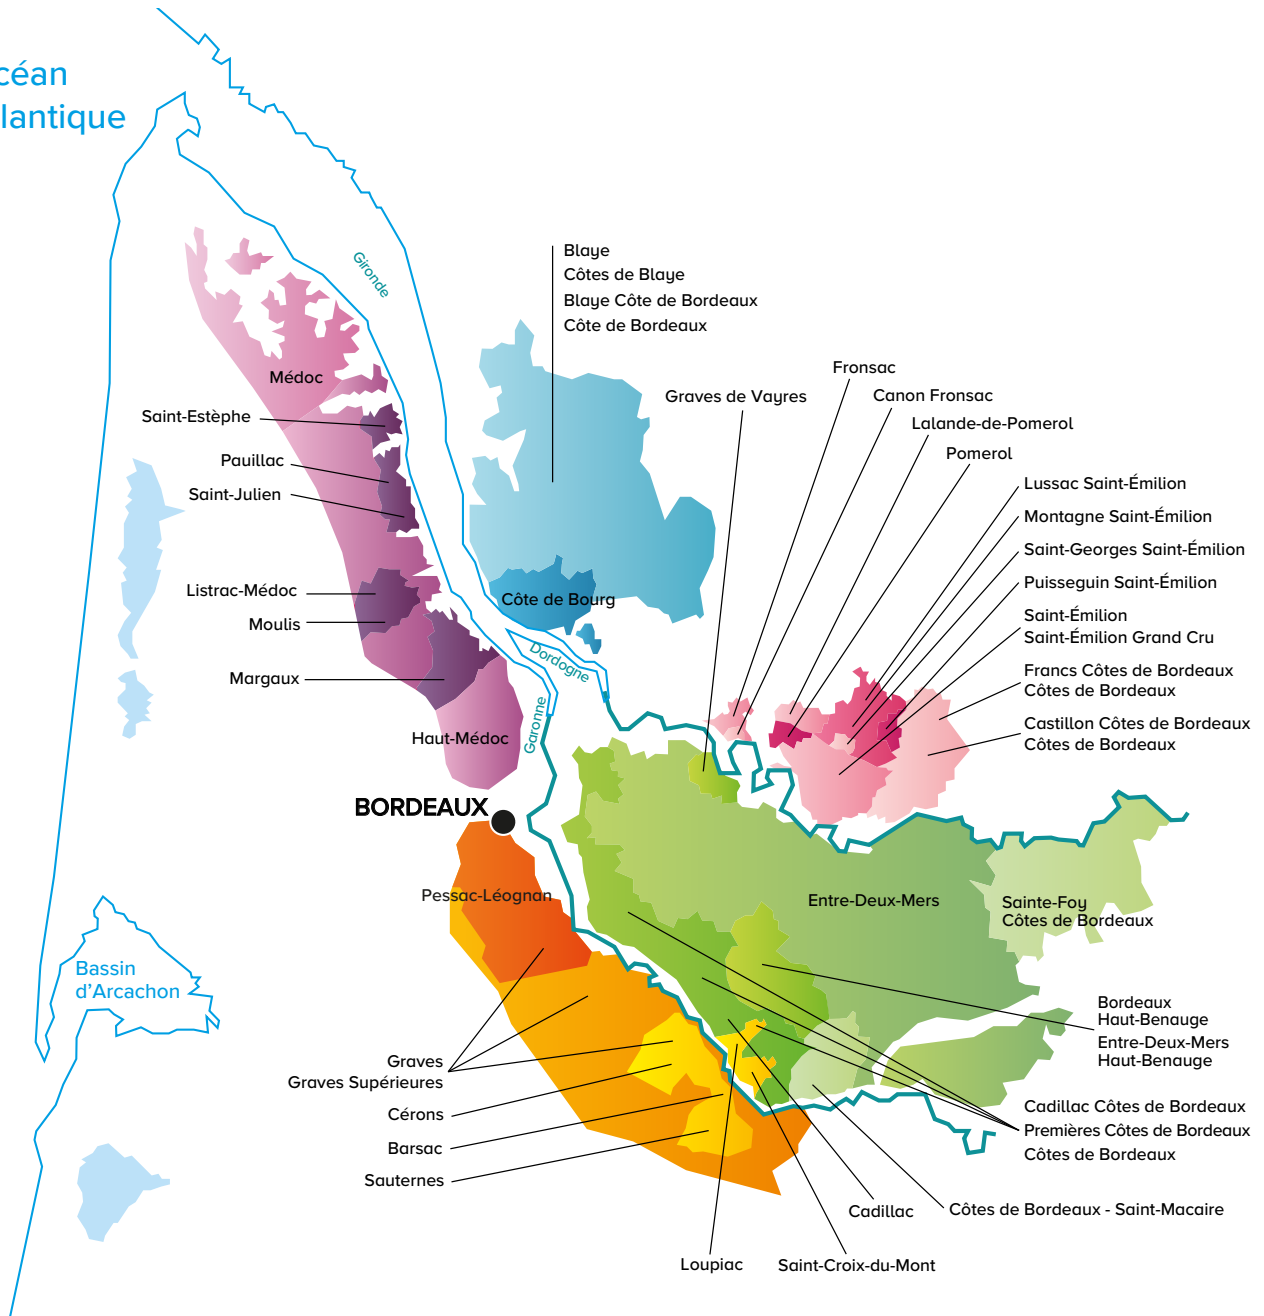 céan
lantique
Gironde
Blaye
Côtes de Blaye
Blaye Côte de Bordeaux
Côte de Bordeaux
Médoc
Saint-Estèphe
Pauillac
Saint-Julien
Listrac-Médoc
Moulis
Margaux
Haut-Médoc
Côte de Bourg
Dordogne
Garonne
Graves de Vayres
Fronsac
Canon Fronsac
Lalande-de-Pomerol
Pomerol
Lussac Saint-Émilion
Montagne Saint-Émilion
Saint-Georges Saint-Émilion
Puisseguin Saint-Émilion
Saint-Émilion
Saint-Émilion Grand Cru
Francs Côtes de Bordeaux
Côtes de Bordeaux
Castillon Côtes de Bordeaux
Côtes de Bordeaux
BORDEAUX
Pessac-Léognan
Entre-Deux-Mers
Sainte-Foy
Côtes de Bordeaux
Bassin
d'Arcachon
Bordeaux
Haut-Benauge
Entre-Deux-Mers
Haut-Benauge
Graves
Graves Supérieures
Cérons
Barsac
Sauternes
Cadillac Côtes de Bordeaux
Premières Côtes de Bordeaux
Côtes de Bordeaux
Cadillac
Côtes de Bordeaux - Saint-Macaire
Loupiac
Saint-Croix-du-Mont